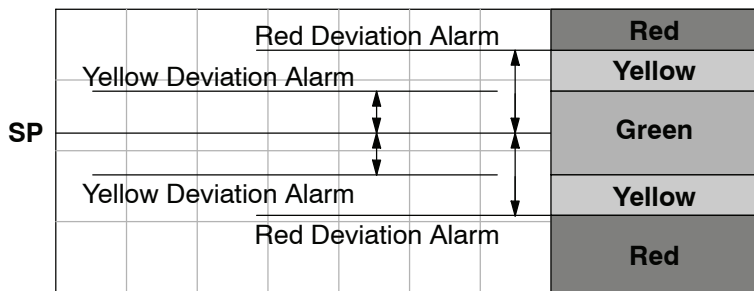 Red Deviation Alarm
Red
Yellow Deviation Alarm
Yellow
SP
Green
Yellow Deviation Alarm
Yellow
Red Deviation Alarm
Red